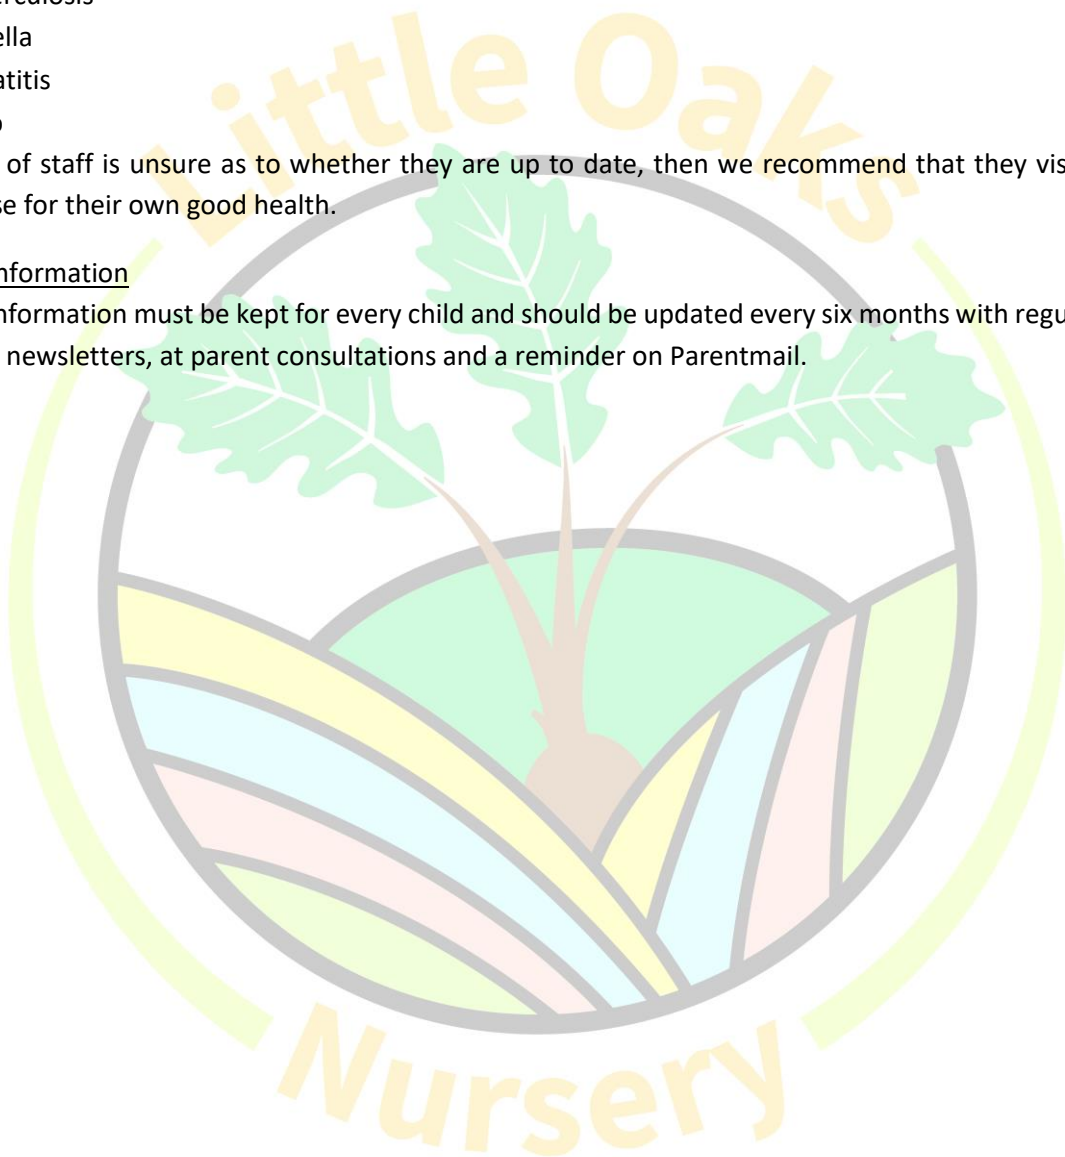 ella
atitis
of staff is unsure as to whether they are up to date, then we recommend that they vis
se for their own good health.
nformation
nformation must be kept for every child and should be updated every six months with regu
newsletters, at parent consultations and a reminder on Parentmail.
Little Oaks
Nursery